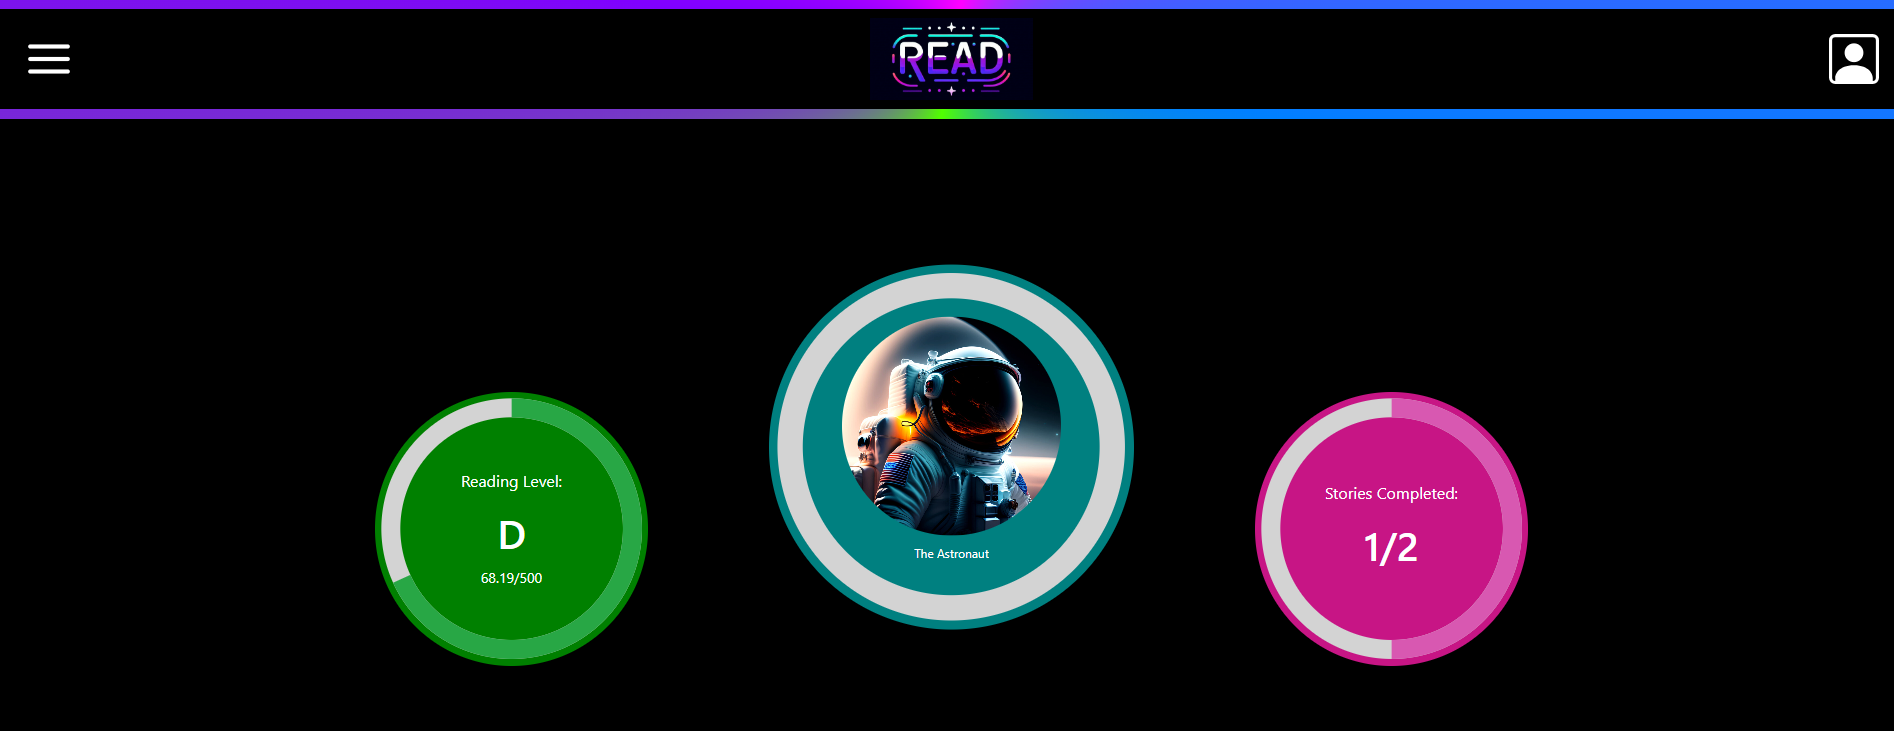 READ
Reading Level:
D
68.19/500
The Astronaut
Stories Completed:
1/2